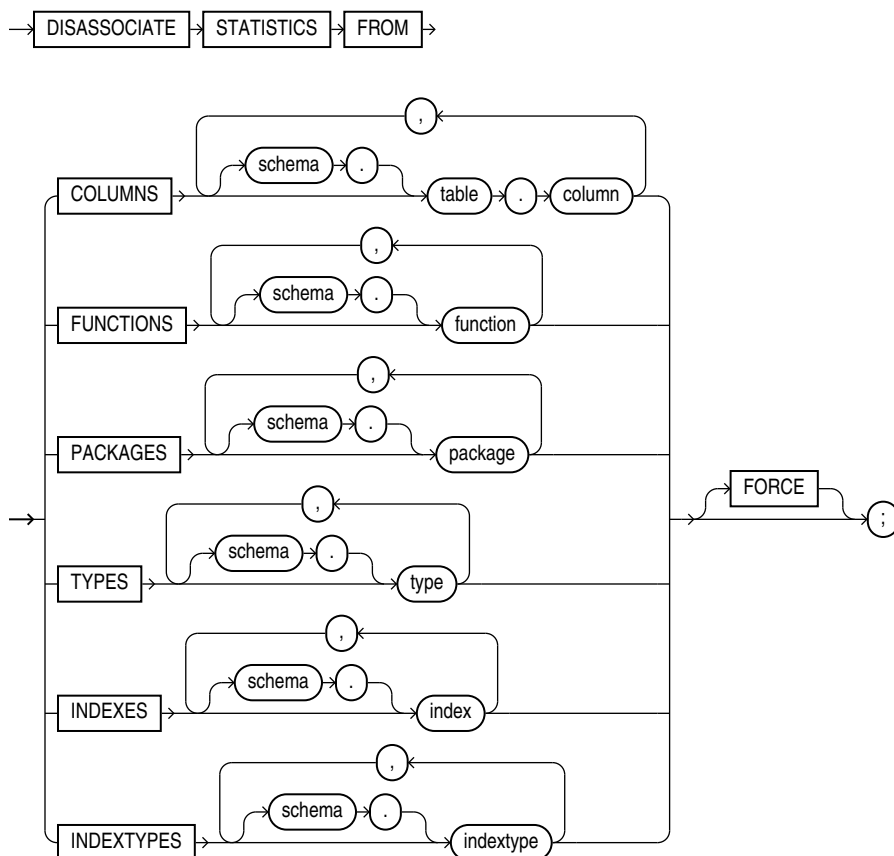 DISASSOCIATE STATISTICS FROM
,
schema .
COLUMNS table . column
,
schema .
FUNCTIONS function
,
schema .
PACKAGES package
FORCE
,
;
schema .
TYPES type
,
schema .
INDEXES index
,
schema .
INDEXTYPES indextype